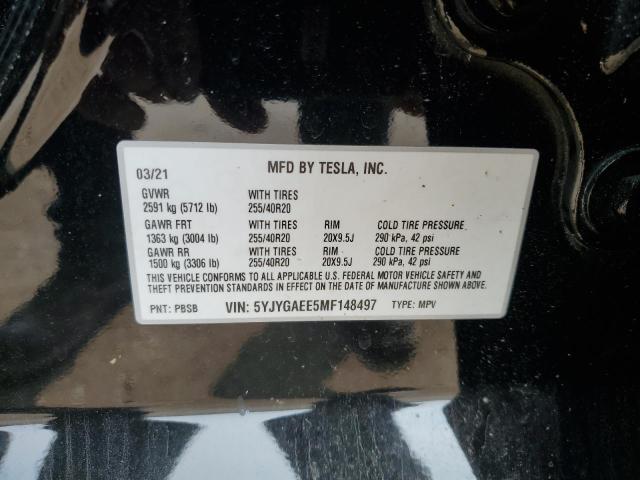 MFD BY TESLA, INC.
03/21
GVWR WITH TIRES
2591 kg (5712 lb) 255/40R20
GAWR FRT WITH TIRES RIM COLD TIRE PRESSURE
1363 kg (3004 lb) 255/40R20 20X9.5J 290 kPa, 42 psi
GAWR RR WITH TIRES RIM COLD TIRE PRESSURE
1500 kg (3306 lb) 255/40R20 20X9.5J 290 kPa, 42 psi
THIS VEHICLE CONFORMS TO ALL APPLICABLE U.S. FEDERAL MOTOR VEHICLE SAFETY AND
THEFT PREVENTION STANDARDS IN EFFECT ON THE DATE OF MANUFACTURE SHOWN ABOVE.
PNT: PBSB VIN: 5YJYGAEE5MF148497 TYPE: MPV